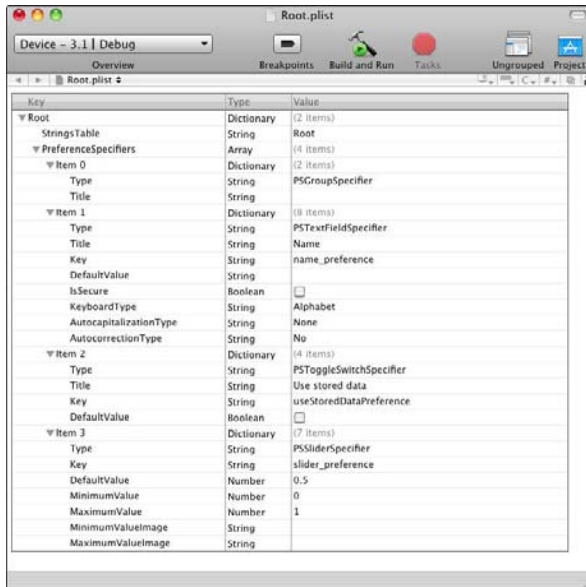 Root.plist
Device - 3.1 | Debug
Overview Breakpoints Build and Run Tasks Ungrouped Project
Root.plist
Key Type Value
Root Dictionary (2 items)
StringsTable String Root
PreferenceSpecifiers Array (4 items)
Item 0 Dictionary (2 items)
Type String PSGroupSpecifier
Title String
Item 1 Dictionary (8 items)
Type String PSTextFieldSpecifier
Title String Name
Key String name_preference
DefaultValue String
IsSecure Boolean
KeyboardType String Alphabet
AutocapitalizationType String None
AutocorrectionType String No
Item 2 Dictionary (4 items)
Type String PSToggleSwitchSpecifier
Title String Use stored data
Key String useStoredDataPreference
DefaultValue Boolean
Item 3 Dictionary (7 items)
Type String PSSliderSpecifier
Key String slider_preference
DefaultValue Number 0.5
MinimumValue Number 0
MaximumValue Number 1
MinimumValueImage String
MaximumValueImage String